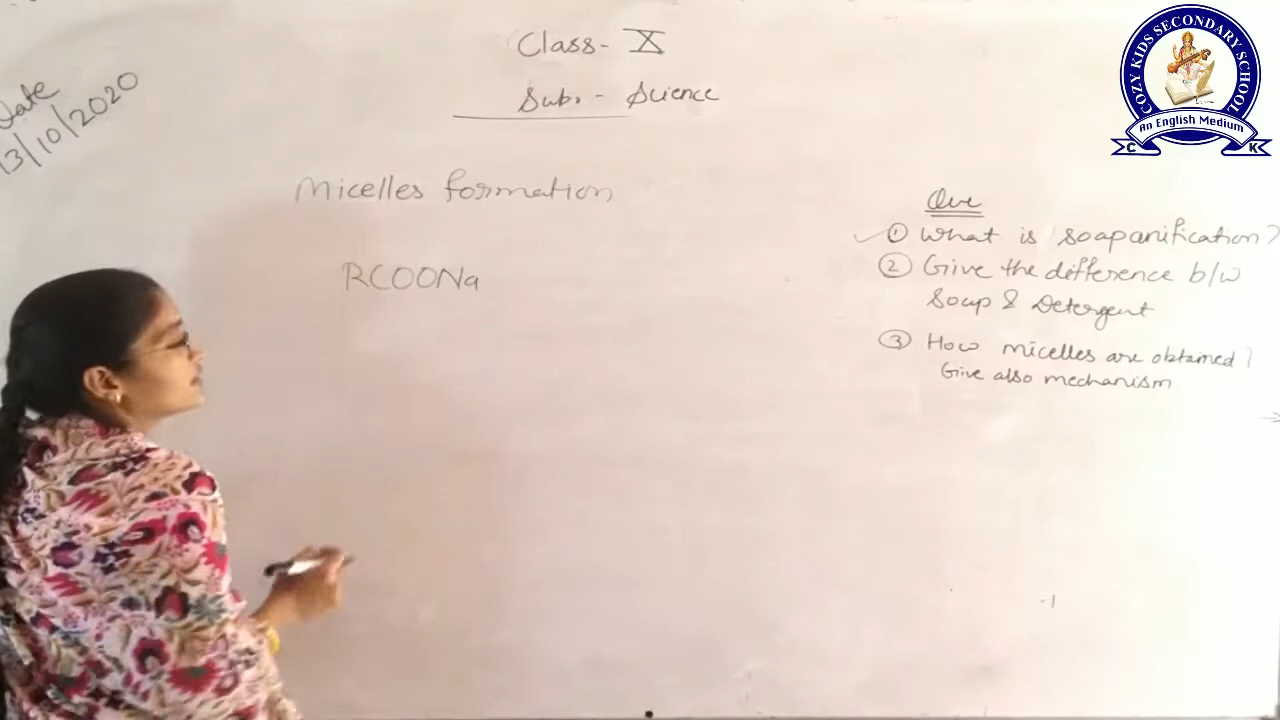 Class - X
Sub. - Science
Date
13/10/2020
Micelles formation
RCOONa
Que
① What is soapanification?
② Give the difference b/w
Soap & Detergent
③ How micelles are obtained?
Give also mechanism
COZY KIDS SECONDARY SCHOOL
An English Medium
C K